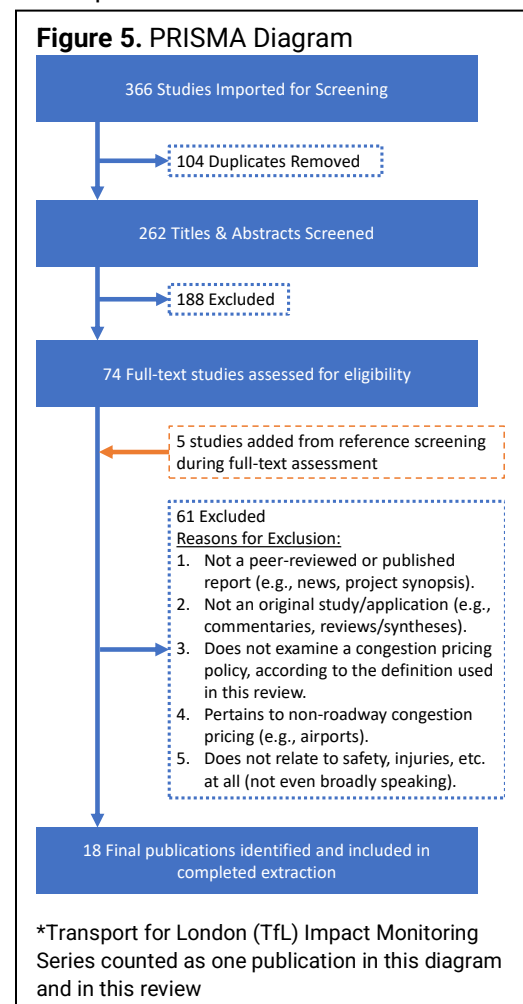 Figure 5. PRISMA Diagram
366 Studies Imported for Screening
104 Duplicates Removed
262 Titles & Abstracts Screened
188 Excluded
74 Full-text studies assessed for eligibility
5 studies added from reference screening
during full-text assessment
61 Excluded
Reasons for Exclusion:
1. Not a peer-reviewed or published
report (e.g., news, project synopsis).
2. Not an original study/application (e.g.,
commentaries, reviews/syntheses).
3. Does not examine a congestion pricing
policy, according to the definition used
in this review.
4. Pertains to non-roadway congestion
pricing (e.g., airports).
5. Does not relate to safety, injuries, etc.
at all (not even broadly speaking).
18 Final publications identified and included in
completed extraction
*Transport for London (TfL) Impact Monitoring
Series counted as one publication in this diagram
and in this review